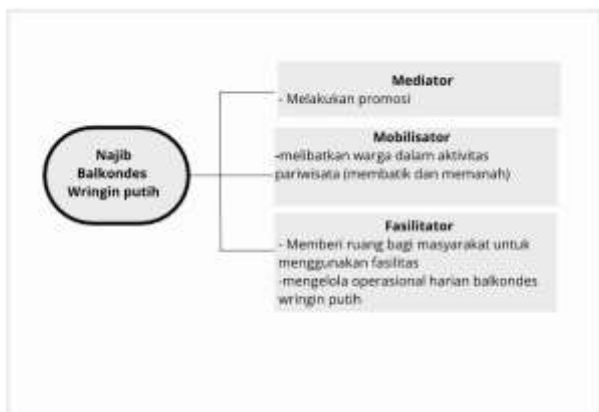 Najib
Balkondes
Wringin putih
Mediator
- Melakukan promosi
Mobilisator
-melibatkan warga dalam aktivitas
pariwisata (membatik dan memanah)
Fasilitator
- Memberi ruang bagi masyarakat untuk
menggunakan fasilitas
-mengelola operasional harian balkondes
wringin putih